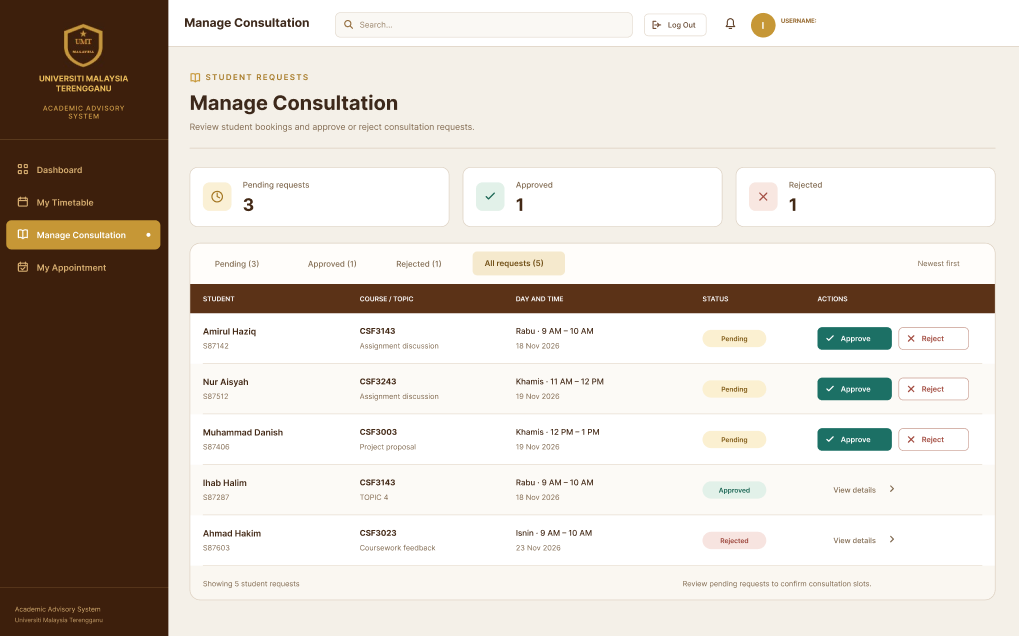 UMT
UNIVERSITI MALAYSIA
TERENGGANU
ACADEMIC ADVISORY
SYSTEM
Dashboard
My Timetable
Manage Consultation
My Appointment
Academic Advisory System
Universiti Malaysia Terengganu
Manage Consultation
Search...
Log Out
I
USERNAME:
STUDENT REQUESTS
Manage Consultation
Review student bookings and approve or reject consultation requests.
Pending requests
3
Approved
1
Rejected
1
Pending (3) Approved (1) Rejected (1) All requests (5) Newest first
STUDENT COURSE / TOPIC DAY AND TIME STATUS ACTIONS
Amirul Haziq CSF3143 Rabu · 9 AM – 10 AM Pending Approve Reject
S87142 Assignment discussion 18 Nov 2026
Nur Aisyah CSF3243 Khamis · 11 AM – 12 PM Pending Approve Reject
S87512 Assignment discussion 19 Nov 2026
Muhammad Danish CSF3003 Khamis · 12 PM – 1 PM Pending Approve Reject
S87406 Project proposal 19 Nov 2026
Ihab Halim CSF3143 Rabu · 9 AM – 10 AM Approved View details
S87287 TOPIC 4 18 Nov 2026
Ahmad Hakim CSF3023 Isnin · 9 AM – 10 AM Rejected View details
S87603 Coursework feedback 23 Nov 2026
Showing 5 student requests Review pending requests to confirm consultation slots.